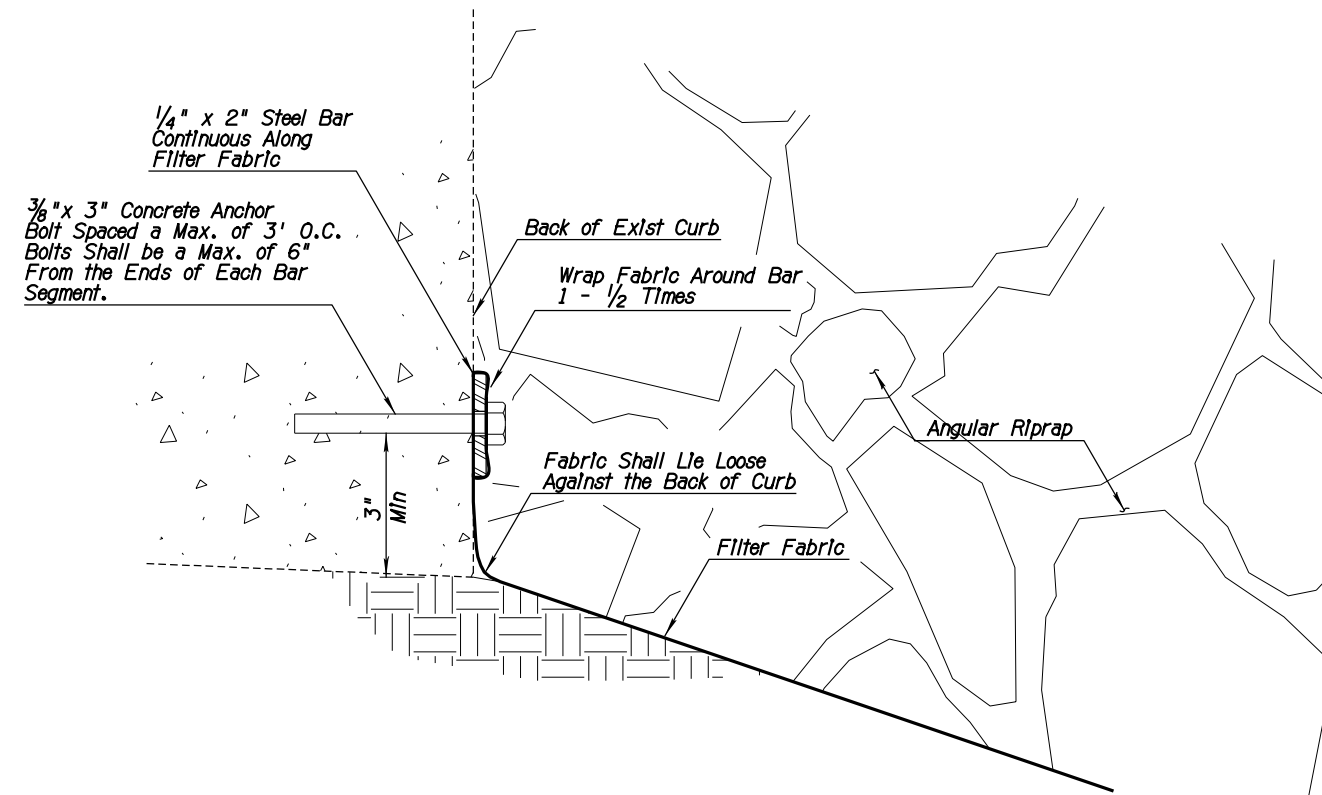 1/4" x 2" Steel Bar
Continuous Along
Filter Fabric
3/8"x 3" Concrete Anchor
Bolt Spaced a Max. of 3' O.C.
Bolts Shall be a Max. of 6"
From the Ends of Each Bar
Segment.
Back of Exist Curb
Wrap Fabric Around Bar
1 - 1/2 Times
Angular Riprap
Fabric Shall Lie Loose
Against the Back of Curb
3"
Min
Filter Fabric